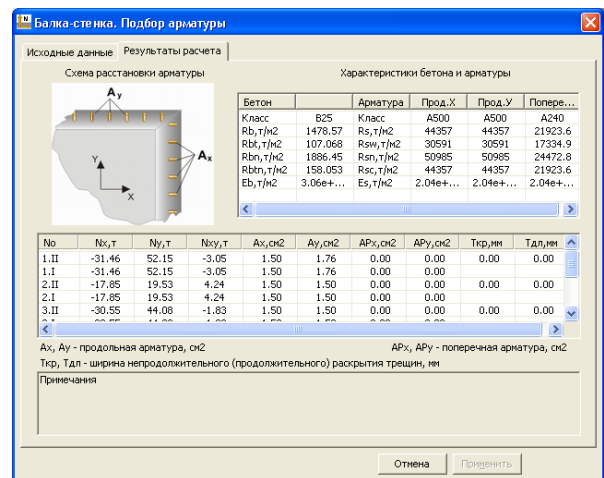 Балка-стенка. Подбор арматуры
Исходные данные Результаты расчета
Схема расстановки арматуры Характеристики бетона и арматуры
Ay
Ax
Y
X
Бетон Арматура Прод.X Прод.У Попере...
Класс B25 Класс A500 A500 A240
Rb,т/м2 1478.57 Rs,т/м2 44357 44357 21923.6
Rbt,т/м2 107.068 Rsw,т/м2 30591 30591 17334.9
Rbn,т/м2 1886.45 Rsn,т/м2 50985 50985 24472.8
Rbtn,т/м2 158.053 Rsc,т/м2 44357 44357 21923.6
Eb,т/м2 3.06e+... Es,т/м2 2.04e+... 2.04e+... 2.04e+...
No Nx,т Ny,т Nxy,т Ax,см2 Ay,см2 APx,см2 APy,см2 Tкр,мм Tдл,мм
1.II -31.46 52.15 -3.05 1.50 1.76 0.00 0.00 0.00 0.00
1.I -31.46 52.15 -3.05 1.50 1.76 0.00 0.00
2.II -17.85 19.53 4.24 1.50 1.50 0.00 0.00 0.00 0.00
2.I -17.85 19.53 4.24 1.50 1.50 0.00 0.00
3.II -30.55 44.08 -1.83 1.50 1.50 0.00 0.00 0.00 0.00
Ax, Ay - продольная арматура, см2 APx, APy - поперечная арматура, см2
Tкр, Tдл - ширина непродолжительного (продолжительного) раскрытия трещин, мм
Примечания
Отмена Применить